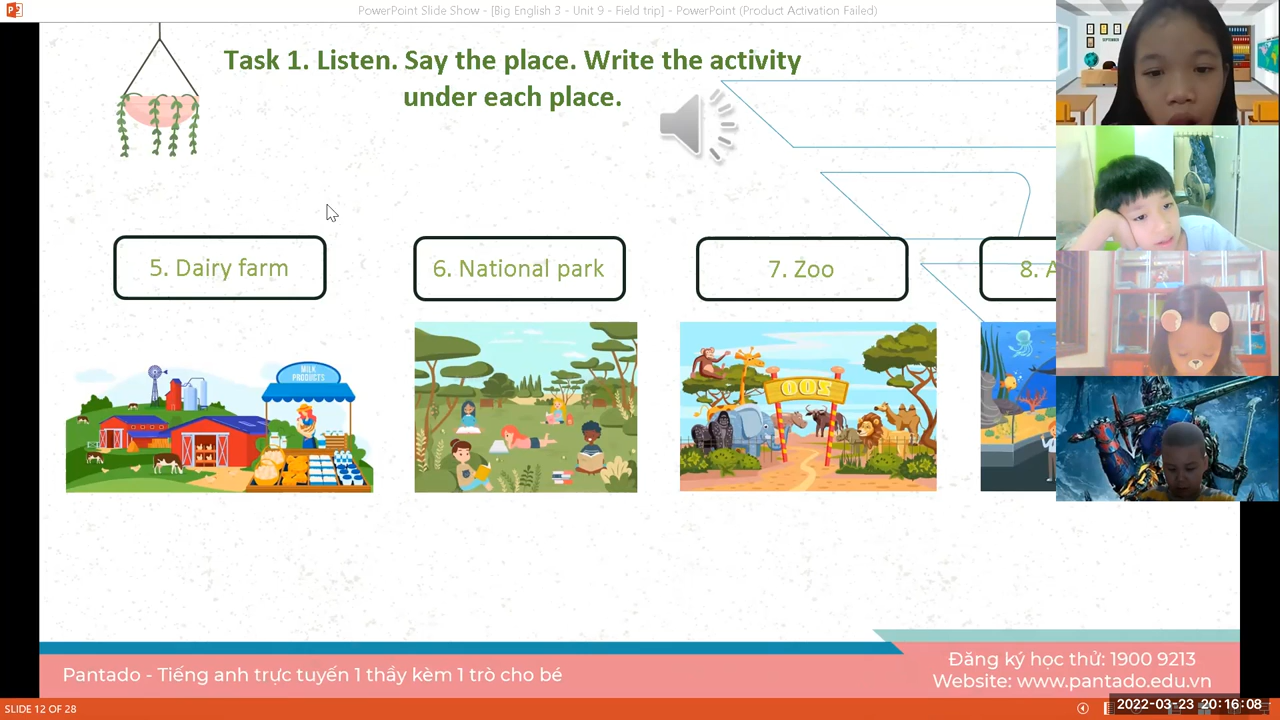 PowerPoint Slide Show - [Big English 3 - Unit 9 - Field trip] - PowerPoint (Product Activation Failed)
Task 1. Listen. Say the place. Write the activity
under each place.
5. Dairy farm
6. National park
7. Zoo
8. A
MILK
PRODUCTS
ZOO
Pantado - Tiếng anh trực tuyến 1 thầy kèm 1 trò cho bé
Đăng ký học thử: 1900 9213
Website: www.pantado.edu.vn
SLIDE 12 OF 28
2022-03-23 20:16:08